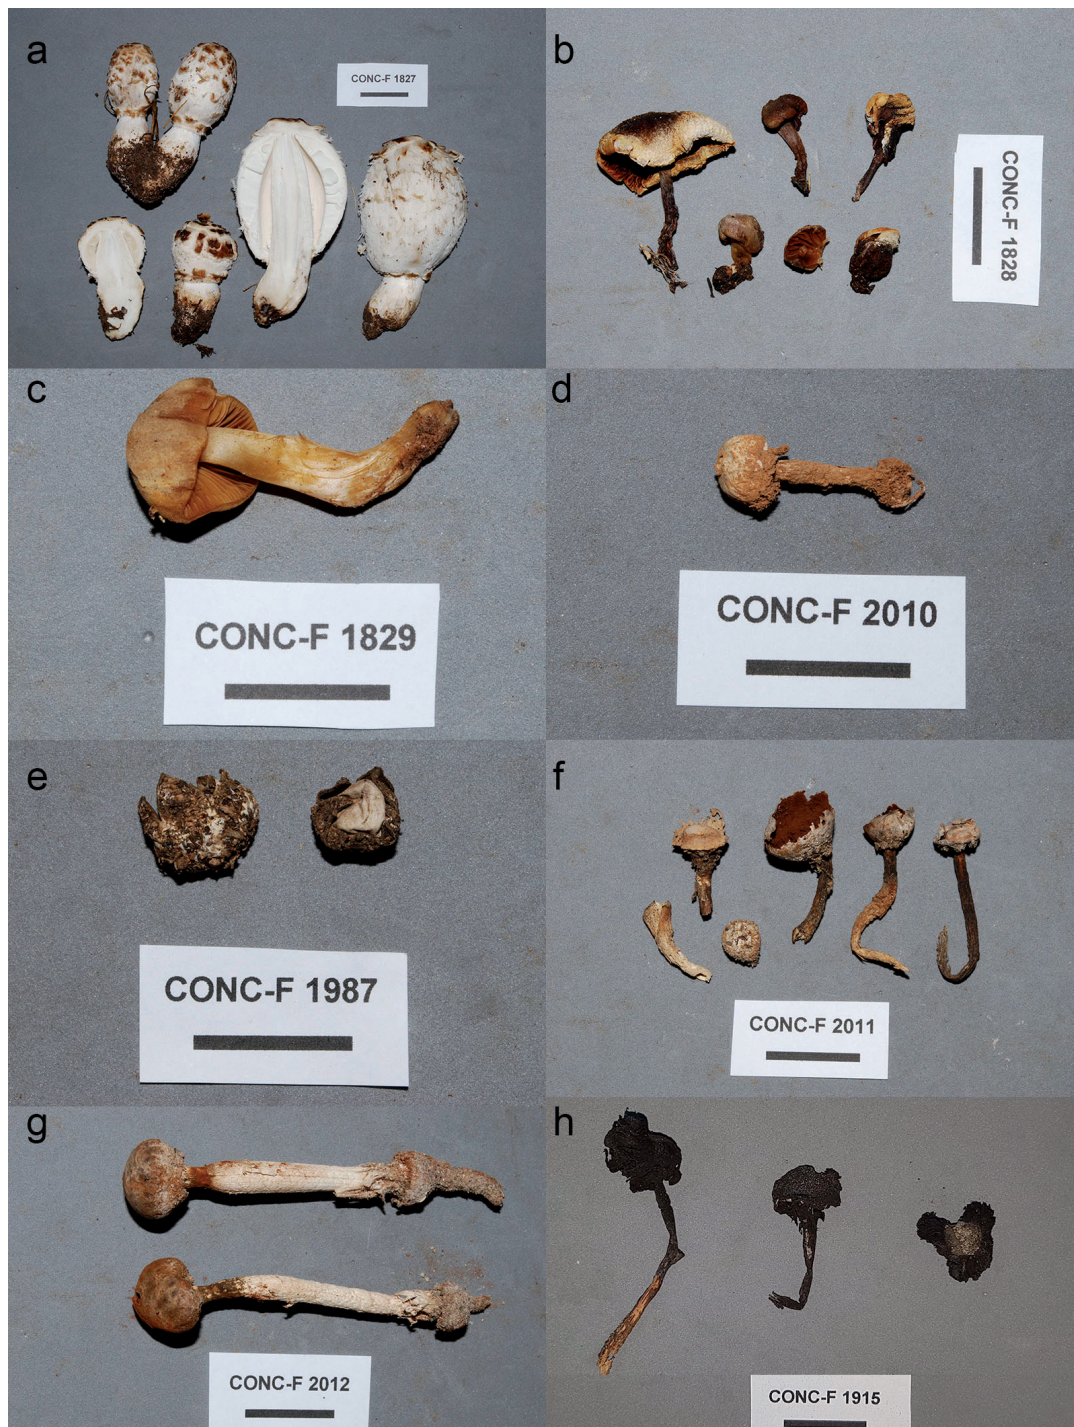 a
CONC-F 1827
b
CONC-F 1828
c
CONC-F 1829
d
CONC-F 2010
e
CONC-F 1987
f
CONC-F 2011
g
CONC-F 2012
h
CONC-F 1915